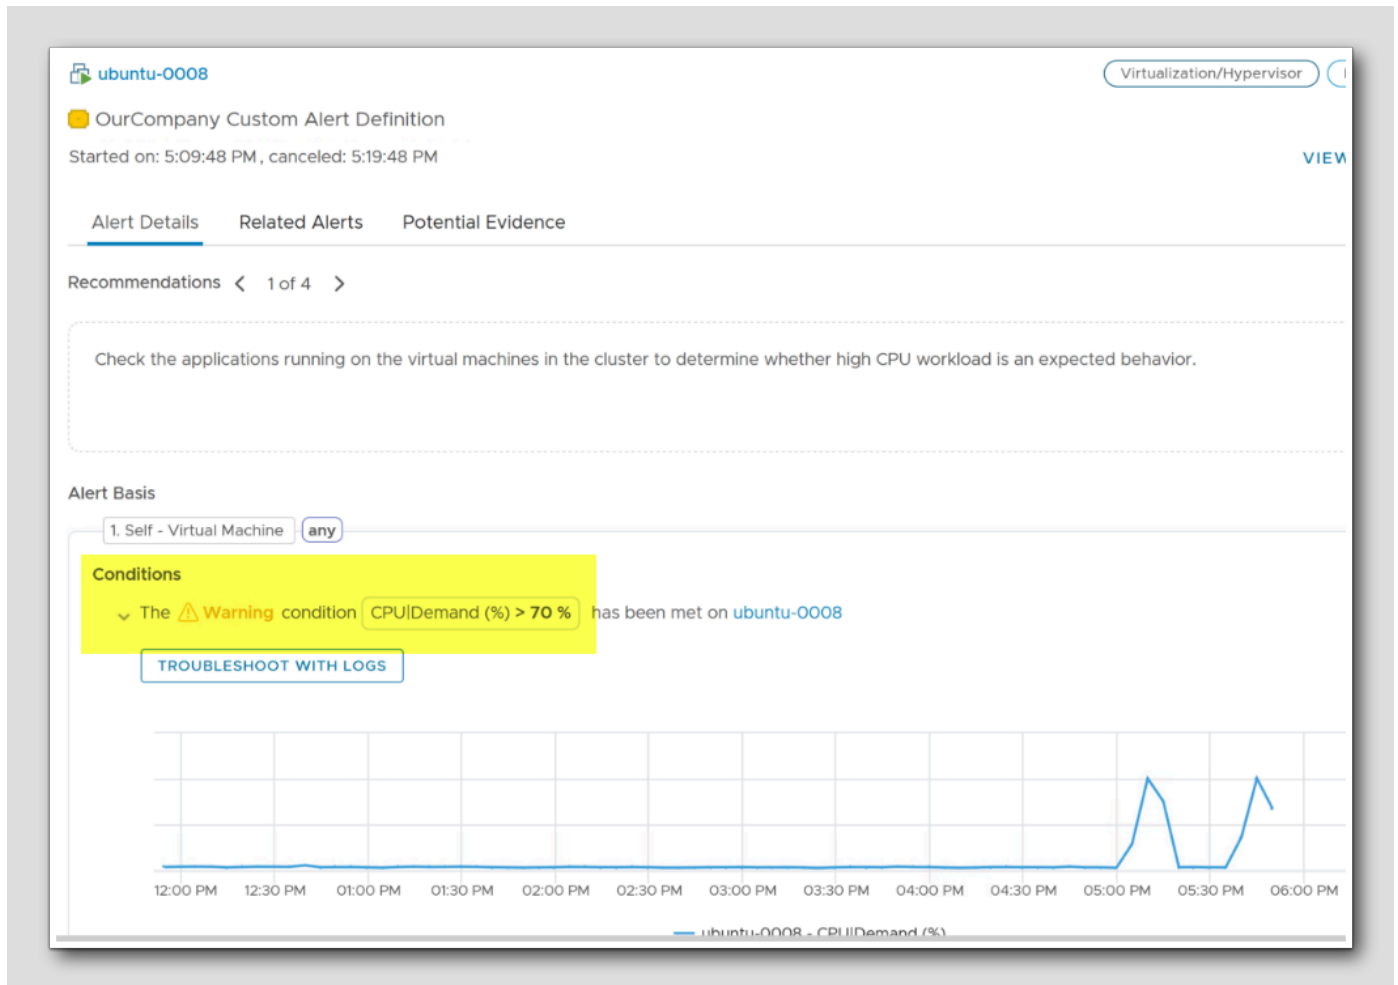 ubuntu-0008
Virtualization/Hypervisor
OurCompany Custom Alert Definition
Started on: 5:09:48 PM, canceled: 5:19:48 PM
VIEW
Alert Details Related Alerts Potential Evidence
Recommendations 1 of 4
Check the applications running on the virtual machines in the cluster to determine whether high CPU workload is an expected behavior.
Alert Basis
1. Self - Virtual Machine any
Conditions
The Warning condition CPU|Demand (%) > 70 % has been met on ubuntu-0008
TROUBLESHOOT WITH LOGS
12:00 PM 12:30 PM 01:00 PM 01:30 PM 02:00 PM 02:30 PM 03:00 PM 03:30 PM 04:00 PM 04:30 PM 05:00 PM 05:30 PM 06:00 PM
ubuntu-0008 - CPU|Demand (%)